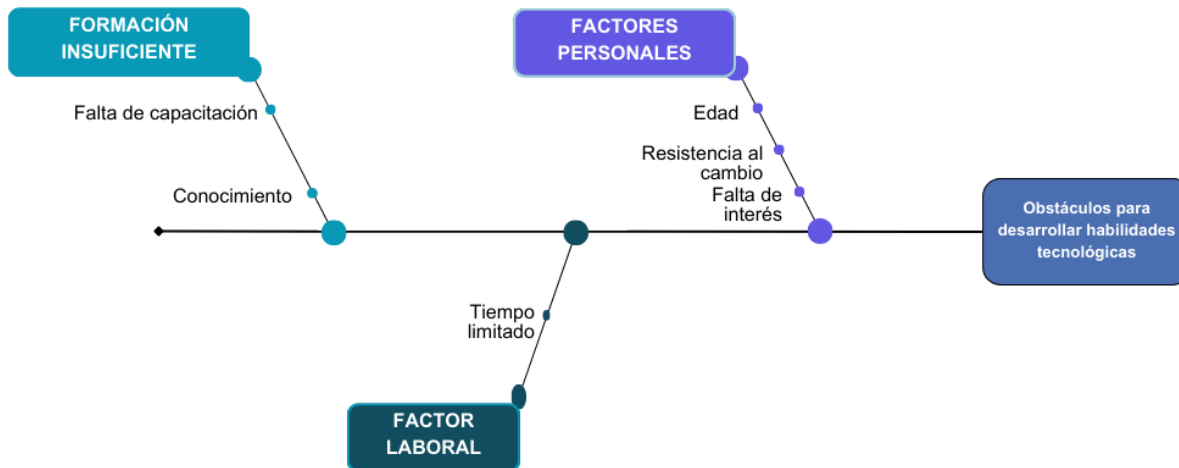 FORMACIÓN
INSUFICIENTE
Falta de capacitación
Conocimiento
FACTORES
PERSONALES
Edad
Resistencia al
cambio
Falta de
interés
Obstáculos para
desarrollar habilidades
tecnológicas
Tiempo
limitado
FACTOR
LABORAL